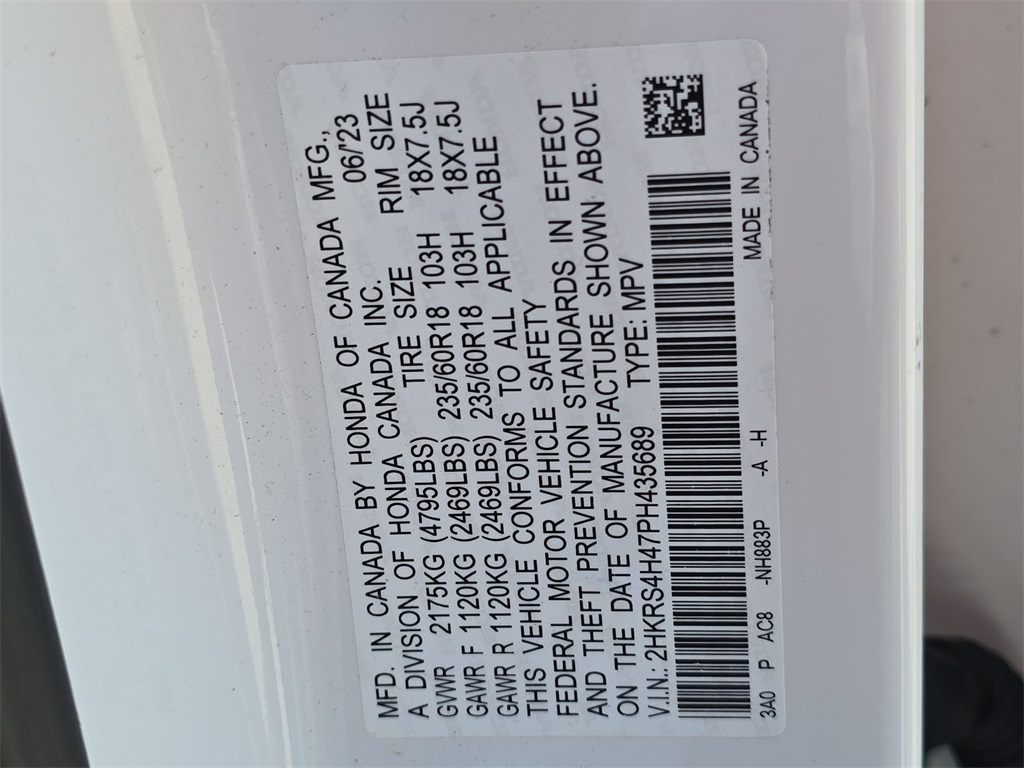 MFD. IN CANADA BY HONDA OF CANADA MFG.,
A DIVISION OF HONDA CANADA INC. 06/'23
GVWR 2175KG (4795LBS) TIRE SIZE RIM SIZE
GAWR F 1120KG (2469LBS) 235/60R18 103H 18X7.5J
GAWR R 1120KG (2469LBS) 235/60R18 103H 18X7.5J
THIS VEHICLE CONFORMS TO ALL APPLICABLE
FEDERAL MOTOR VEHICLE SAFETY
AND THEFT PREVENTION STANDARDS IN EFFECT
ON THE DATE OF MANUFACTURE SHOWN ABOVE.
V.I.N.: 2HKRS4H47PH435689 TYPE: MPV
3A0 P AC8 -NH883P -A -H MADE IN CANADA